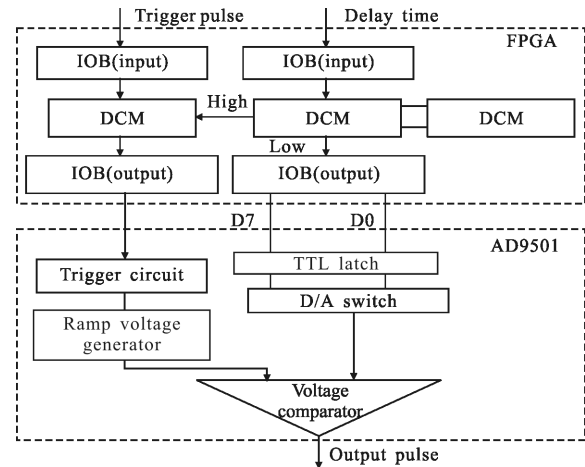 Trigger pulse
Delay time
FPGA
IOB(input)
IOB(input)
High
DCM
DCM
DCM
Low
IOB(output)
IOB(output)
D7
D0
AD9501
TTL latch
Trigger circuit
D/A switch
Ramp voltage
generator
Voltage
comparator
Output pulse